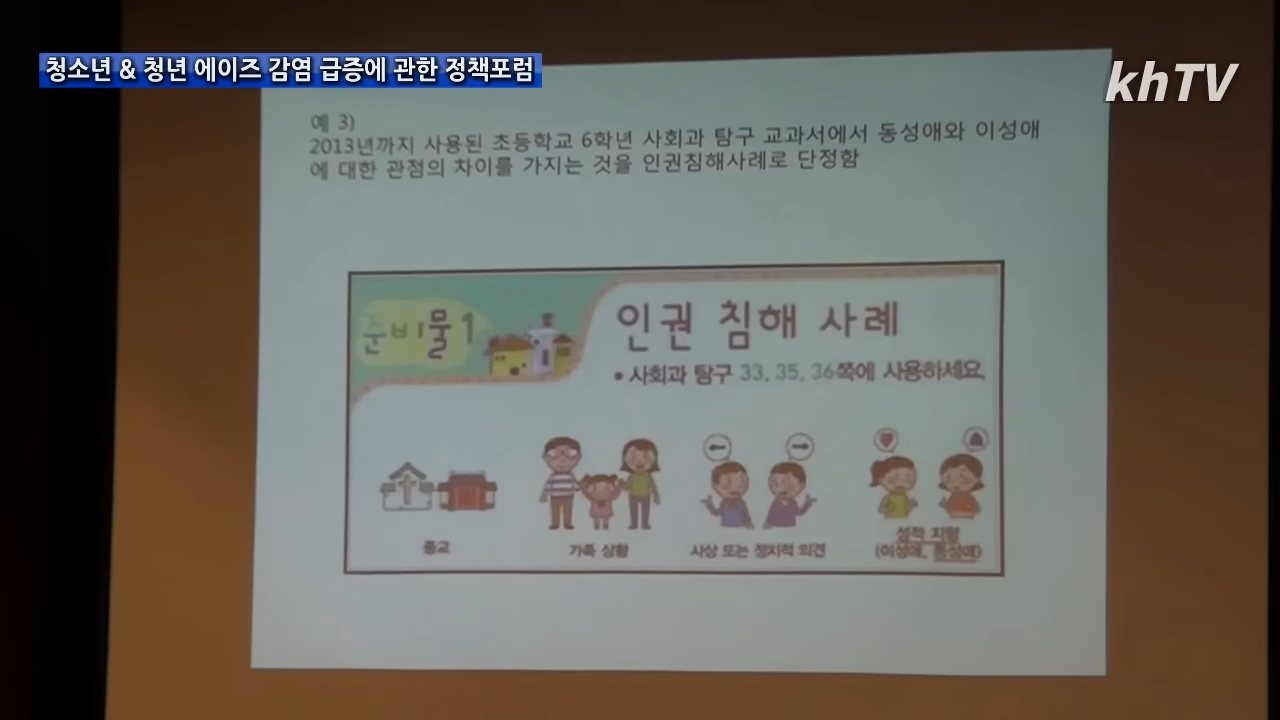 청소년 & 청년 에이즈 감염 급증에 관한 정책포럼
khTV
예 3)
2013년까지 사용된 초등학교 6학년 사회과 탐구 교과서에서 동성애와 이성애
에 대한 관점의 차이를 가지는 것을 인권침해사례로 단정함
준비물1
인권 침해 사례
• 사회과 탐구 33, 35, 36쪽에 사용하세요.
종교
가족 상황
사상 또는 정치적 의견
성적 지향
(이성애, 동성애)